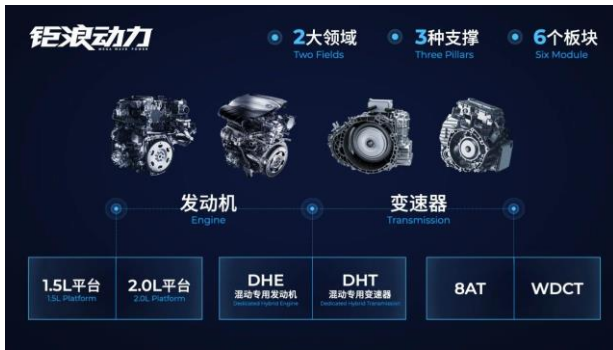 钜浪动力
MEGA WAVE POWER
2大领域
Two Fields
3种支撑
Three Pillars
6个板块
Six Module
发动机
Engine
变速器
Transmission
1.5L平台
1.5L Platform
2.0L平台
2.0L Platform
DHE
混动专用发动机
Dedicated Hybrid Engine
DHT
混动专用变速器
Dedicated Hybrid Transmission
8AT
WDCT